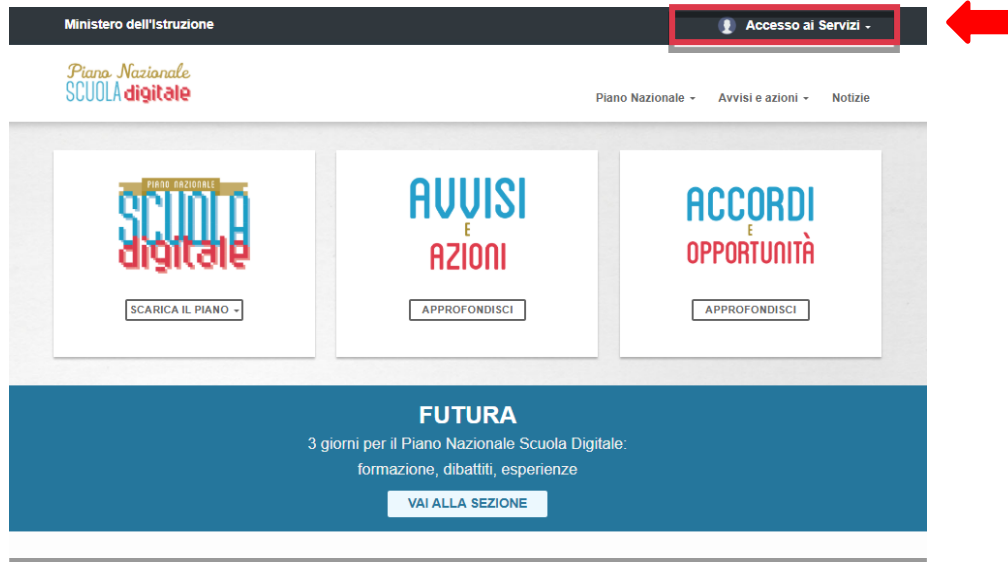 Ministero dell'Istruzione
Accesso ai Servizi
Piano Nazionale
SCUOLA digitale
Piano Nazionale
Avvisi e azioni
Notizie
PIANO NAZIONALE
SCUOLA
digitale
SCARICA IL PIANO
AVVISI
E
AZIONI
APPROFONDISCI
ACCORDI
E
OPPORTUNITÀ
APPROFONDISCI
FUTURA
3 giorni per il Piano Nazionale Scuola Digitale:
formazione, dibattiti, esperienze
VAI ALLA SEZIONE